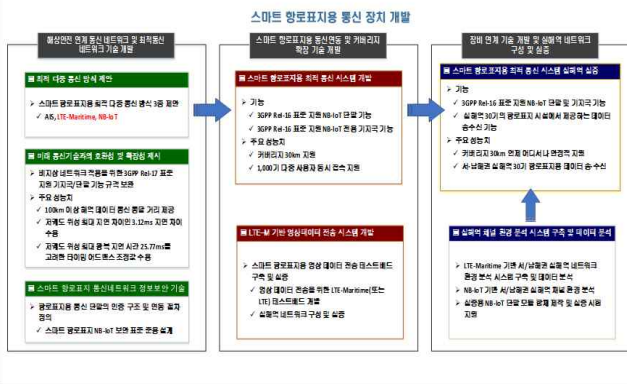 스마트 항로표지용 통신 장치 개발
해상안전 연계 통신 네트워크 및 최적통신
네트워크 기술 개발
■ 최적 다중 통신 방식 제안
➢ 스마트 항로표지용 최적 다중 통신 방식 3종 제안
✓ AIS, LTE-Maritime, NB-IoT
■ 미래 통신기술과의 호환성 및 확장성 제시
➢ 비지상 네트워크 적용을 위한 3GPP Rel-17 표준
지원 기지국/단말 기능 규격 보완
➢ 주요 성능치
✓ 100km 이상 해역 데이터 통신 통달 거리 제공
✓ 저궤도 위성 최대 지연 차이인 3.12ms 지연 차이
수용
✓ 저궤도 위성 최대 왕복 지연 시간 25.77ms를
고려한 타이밍 어드밴스 조정값 수용
■ 스마트 항로표지 통신네트워크 정보보안 기술
➢ 항로표지용 통신 단말의 인증 구조 및 연동 절차
정의
✓ 스마트 항로표지 NB-IoT 보안 표준 준용 설계
스마트 항로표지용 통신연동 및 커버리지
확장 기술 개발
■ 스마트 항로표지용 최적 통신 시스템 개발
➢ 기능
✓ 3GPP Rel-16 표준 지원 NB-IoT 단말 기능
✓ 3GPP Rel-16 표준 지원 NB-IoT 전용 기지국 기능
➢ 주요 성능치
✓ 커버리지 30km 지원
✓ 1,000기 다중 사용자 동시 접속 지원
■ LTE-M 기반 영상데이터 전송 시스템 개발
➢ 스마트 항로표지용 영상 데이터 전송 테스트베드
구축 및 실증
✓ 영상 데이터 전송을 위한 LTE-Maritime(또는
LTE) 테스트베드 개발
✓ 실해역 네트워크 구성 및 실증
장비 연계 기술 개발 및 실해역 네트워크
구성 및 실증
■ 스마트 항로표지용 최적 통신 시스템 실해역 실증
➢ 기능
✓ 3GPP Rel-16 표준 지원 NB-IoT 단말 및 기지국 기능
✓ 실해역 30기의 항로표지 시설에서 제공하는 데이터
송수신 기능
➢ 주요 성능치
✓ 커버리지 30km 언제 어디서나 안정적 지원
✓ 서·남해권 실해역 30기 항로표지 데이터 송·수신
■ 실해역 채널 환경 분석 시스템 구축 및 데이터 분석
➢ LTE-Maritime 기반 서/남해권 실해역 네트워크
환경 분석 시스템 구축 및 데이터 분석
➢ NB-IoT 기반 서/남해권 실해역 채널 환경 분석
➢ 실증용 NB-IoT 단말 모듈 함체 제작 및 실증 시험
지원